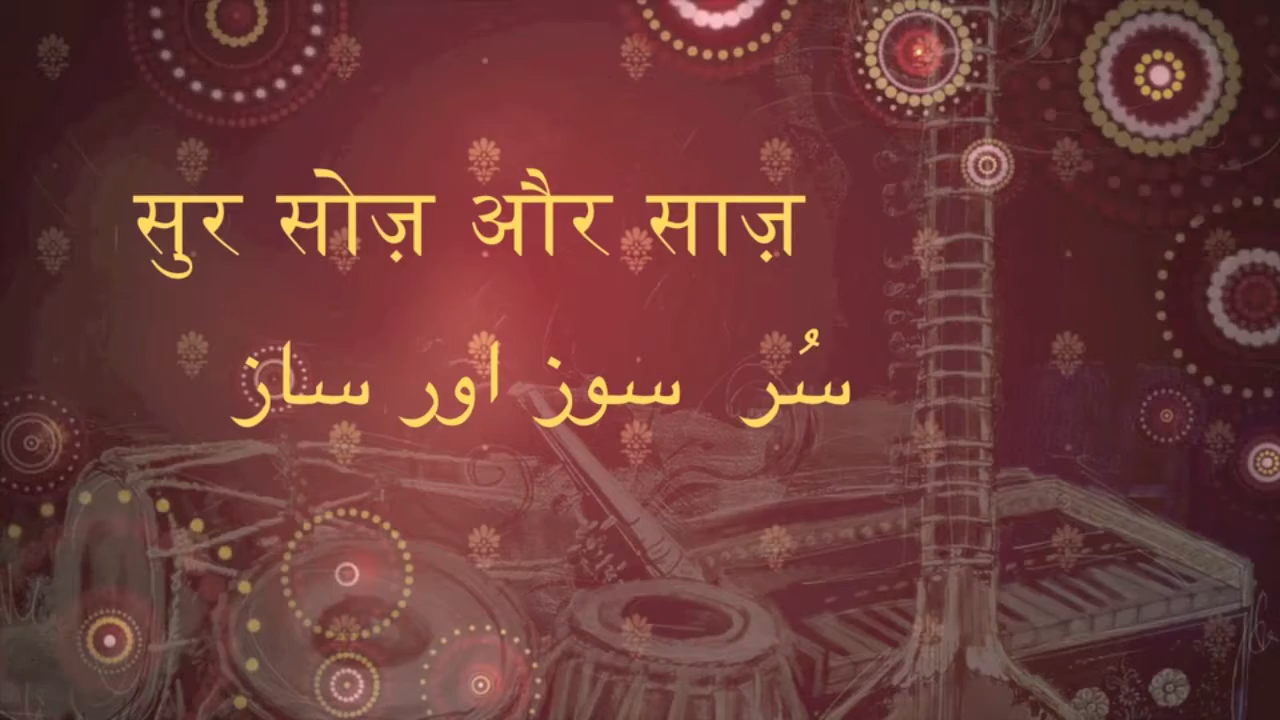 सुर सोज़ और साज़
سُر سوز اور ساز